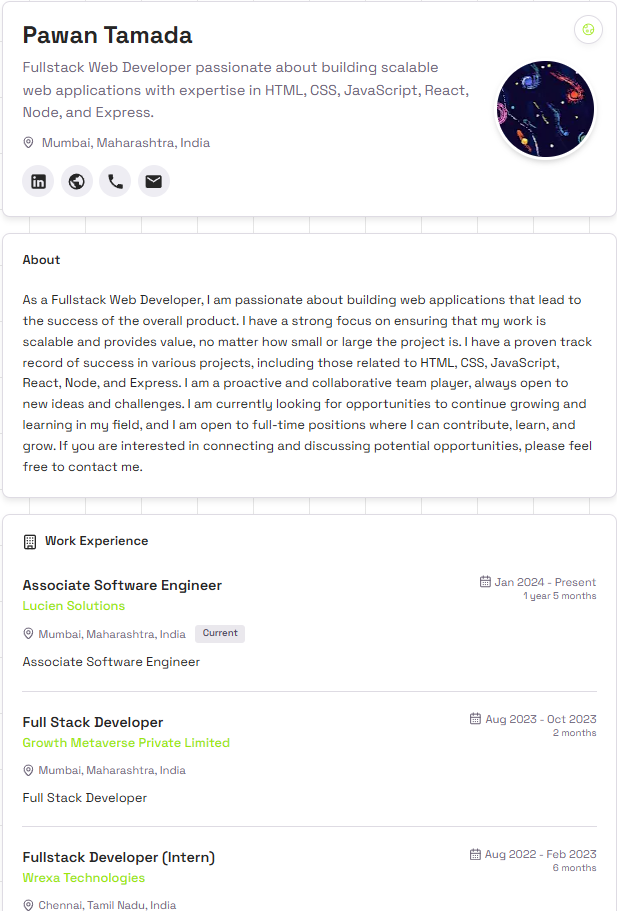 Pawan Tamada
Fullstack Web Developer passionate about building scalable
web applications with expertise in HTML, CSS, JavaScript, React,
Node, and Express.
Mumbai, Maharashtra, India
About
As a Fullstack Web Developer, I am passionate about building web applications that lead to
the success of the overall product. I have a strong focus on ensuring that my work is
scalable and provides value, no matter how small or large the project is. I have a proven track
record of success in various projects, including those related to HTML, CSS, JavaScript,
React, Node, and Express. I am a proactive and collaborative team player, always open to
new ideas and challenges. I am currently looking for opportunities to continue growing and
learning in my field, and I am open to full-time positions where I can contribute, learn, and
grow. If you are interested in connecting and discussing potential opportunities, please feel
free to contact me.
Work Experience
Associate Software Engineer
Jan 2024 - Present
Lucien Solutions
1 year 5 months
Mumbai, Maharashtra, India Current
Associate Software Engineer
Full Stack Developer
Aug 2023 - Oct 2023
Growth Metaverse Private Limited
2 months
Mumbai, Maharashtra, India
Full Stack Developer
Fullstack Developer (Intern)
Aug 2022 - Feb 2023
Wrexa Technologies
6 months
Chennai, Tamil Nadu, India